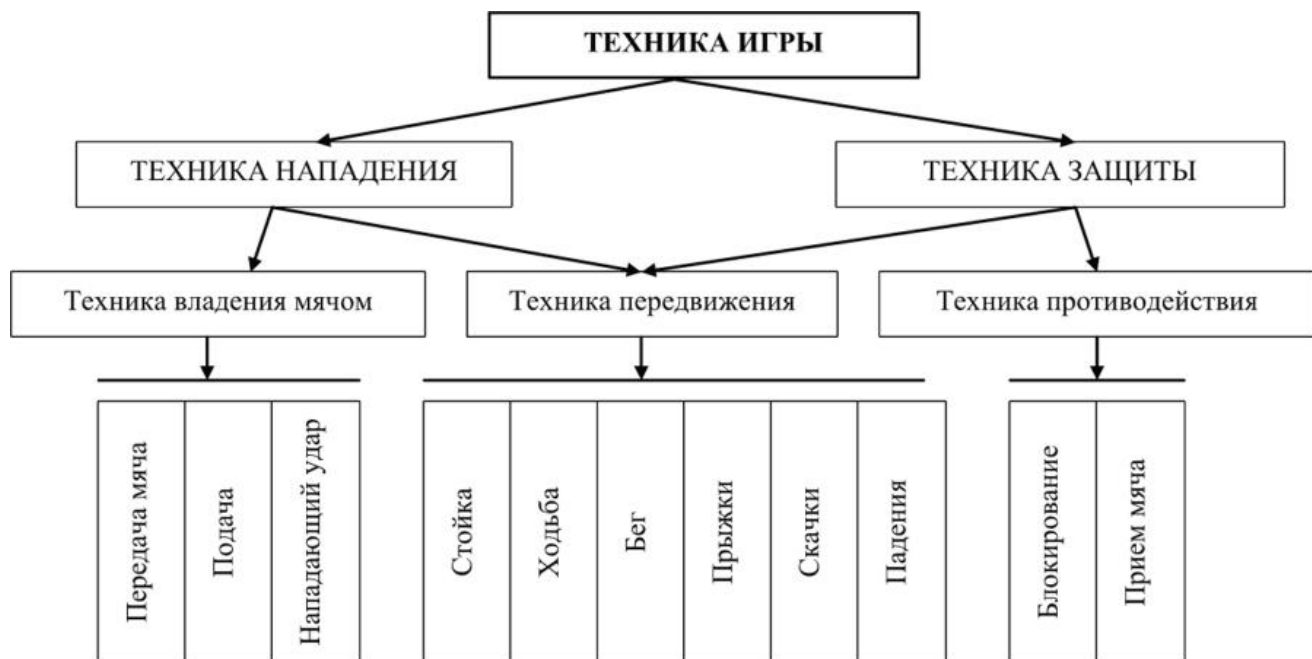 ТЕХНИКА ИГРЫ
ТЕХНИКА НАПАДЕНИЯ
ТЕХНИКА ЗАЩИТЫ
Техника владения мячом
Техника передвижения
Техника противодействия
Передача мяча
Подача
Нападающий удар
Стойка
Ходьба
Бег
Прыжки
Скачки
Падения
Блокирование
Прием мяча